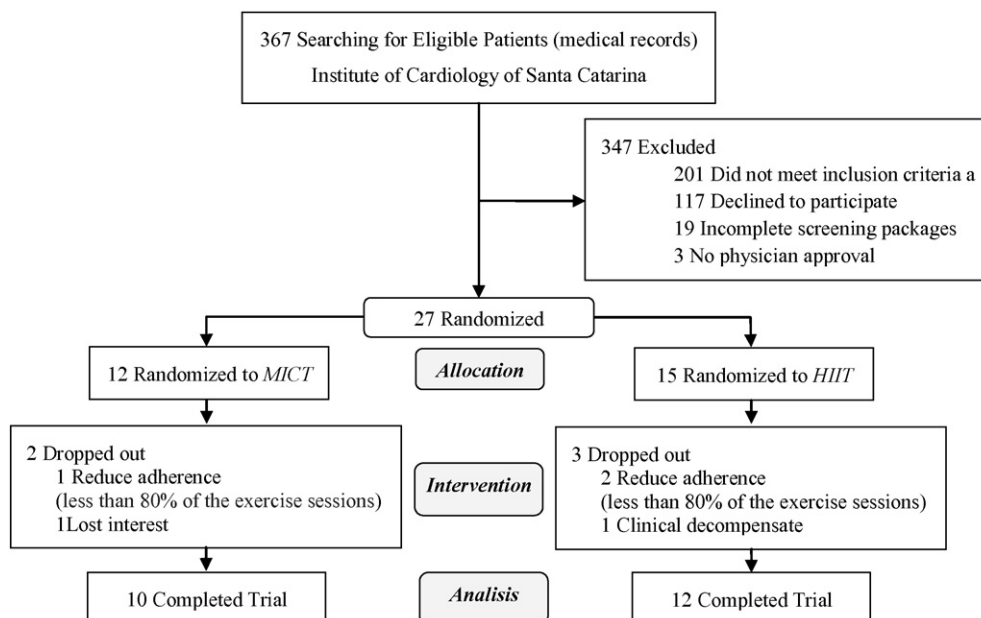 367 Searching for Eligible Patients (medical records)
Institute of Cardiology of Santa Catarina
347 Excluded
201 Did not meet inclusion criteria a
117 Declined to participate
19 Incomplete screening packages
3 No physician approval
27 Randomized
12 Randomized to MICT
Allocation
15 Randomized to HIIT
2 Dropped out
1 Reduce adherence
(less than 80% of the exercise sessions)
1Lost interest
Intervention
3 Dropped out
2 Reduce adherence
(less than 80% of the exercise sessions)
1 Clinical decompensate
10 Completed Trial
Analisis
12 Completed Trial